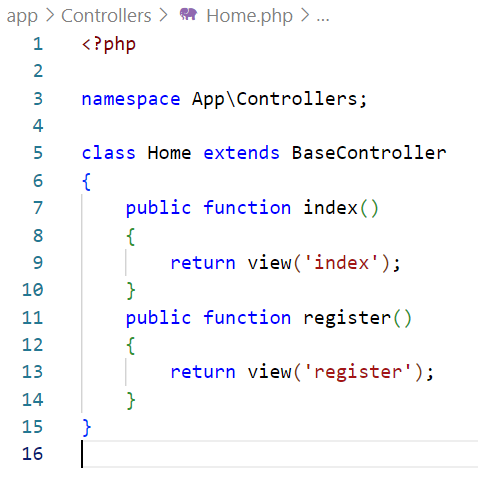 app > Controllers > Home.php > ...
1 <?php
2
3 namespace App\Controllers;
4
5 class Home extends BaseController
6 {
7     public function index()
8     {
9         return view('index');
10     }
11     public function register()
12     {
13         return view('register');
14     }
15 }
16